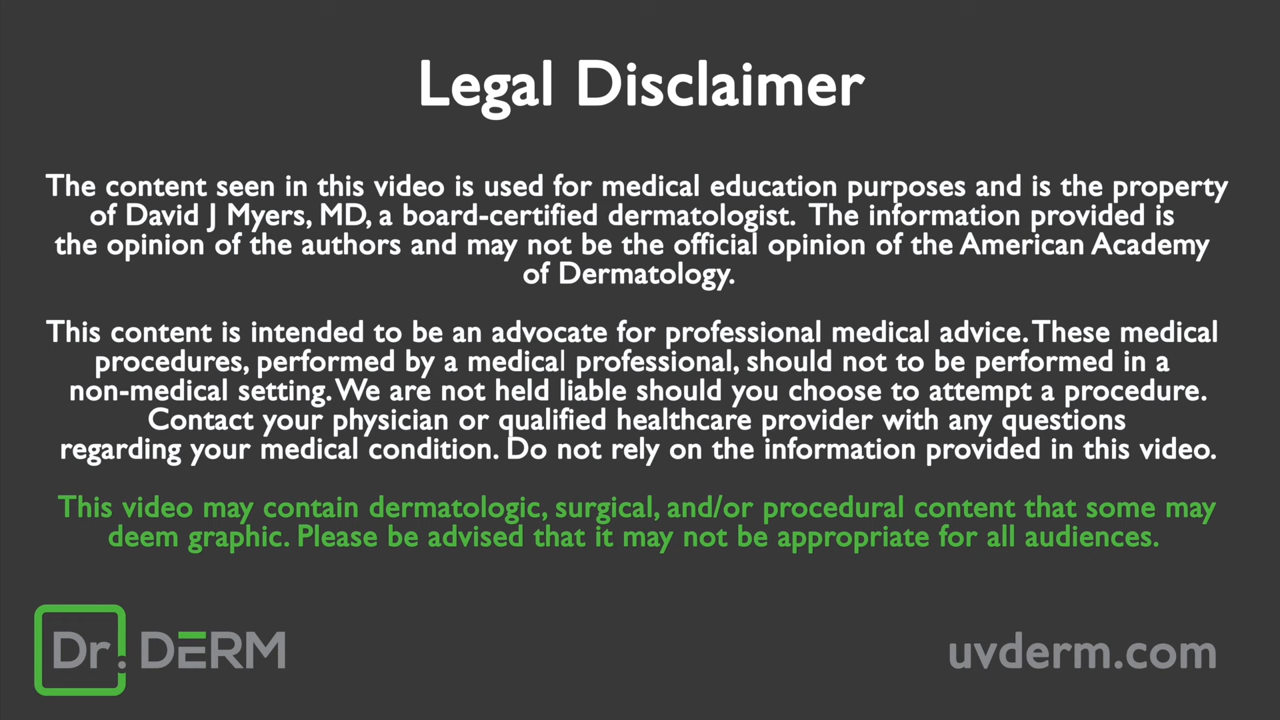 Legal Disclaimer
The content seen in this video is used for medical education purposes and is the property
of David J Myers, MD, a board-certified dermatologist. The information provided is
the opinion of the authors and may not be the official opinion of the American Academy
of Dermatology.
This content is intended to be an advocate for professional medical advice. These medical
procedures, performed by a medical professional, should not to be performed in a
non-medical setting. We are not held liable should you choose to attempt a procedure.
Contact your physician or qualified healthcare provider with any questions
regarding your medical condition. Do not rely on the information provided in this video.
This video may contain dermatologic, surgical, and/or procedural content that some may
deem graphic. Please be advised that it may not be appropriate for all audiences.
Dr. DERM
uvderm.com